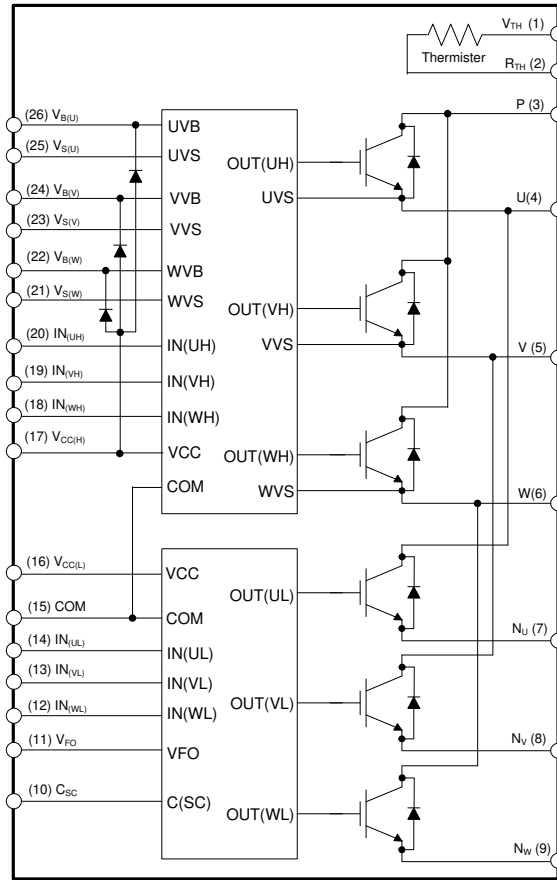 VTH (1)
Thermister
RTH (2)
P (3)
(26) VB(U)
UVB
(25) VS(U)
UVS
OUT(UH)
(24) VB(V)
VVB
UVS
U(4)
(23) VS(V)
VVS
(22) VB(W)
WVB
(21) VS(W)
WVS
OUT(VH)
(20) IN(UH)
IN(UH)
VVS
V (5)
(19) IN(VH)
IN(VH)
(18) IN(WH)
IN(WH)
(17) VCC(H)
VCC
OUT(WH)
COM
WVS
W(6)
(16) VCC(L)
VCC
OUT(UL)
(15) COM
COM
(14) IN(UL)
IN(UL)
NU (7)
(13) IN(VL)
IN(VL)
OUT(VL)
(12) IN(WL)
IN(WL)
(11) VFO
VFO
NV (8)
(10) CSC
C(SC)
OUT(WL)
NW (9)